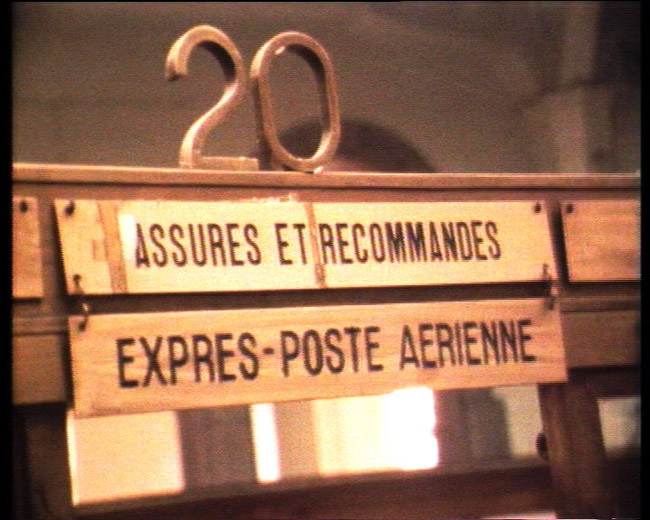 20
ASSURES ET RECOMMANDES
EXPRES-POSTE AERIENNE